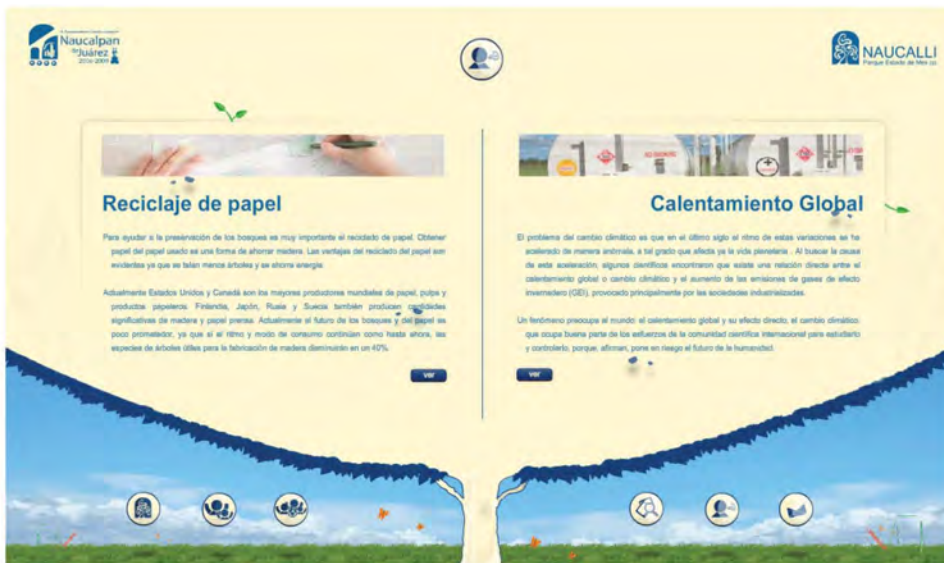 Naucalpan
de Juárez
2006-2009
NAUCALLI
Parque Estado de México
Reciclaje de papel
Para ayudar a la preservación de los bosques es muy importante el reciclado de papel. Obtener
papel del papel usado es una forma de ahorrar madera. Las ventajas del reciclado del papel son
evidentes ya que se talan menos árboles y se ahorra energía.
Actualmente Estados Unidos y Canadá son los mayores productores mundiales de papel, pulpa y
productos papeleros. Finlandia, Japón, Rusia y Suecia también producen cantidades
significativas de madera y papel prensa. Actualmente el futuro de los bosques y del papel es
poco prometedor, ya que si el ritmo y modo de consumo continúan como hasta ahora, las
especies de árboles útiles para la fabricación de madera disminuirán en un 40%.
ver
Calentamiento Global
El problema del cambio climático es que en el último siglo el ritmo de estas variaciones se ha
acelerado de manera anómala, a tal grado que afecta ya la vida planetaria . Al buscar la causa
de esta aceleración, algunos científicos encontraron que existe una relación directa entre el
calentamiento global o cambio climático y el aumento de las emisiones de gases de efecto
invernadero (GEI), provocado principalmente por las sociedades industrializadas.
Un fenómeno preocupa al mundo: el calentamiento global y su efecto directo, el cambio climático,
que ocupa buena parte de los esfuerzos de la comunidad científica internacional para estudiarlo
y controlarlo, porque, afirman, pone en riesgo el futuro de la humanidad.
ver